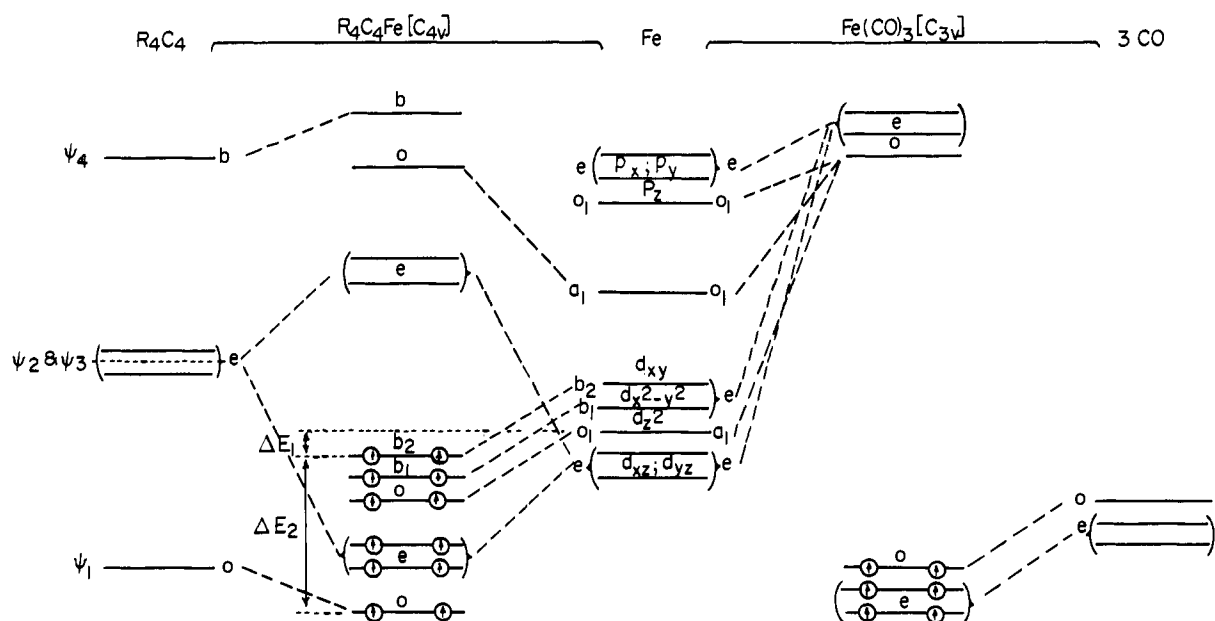 R4C4 R4C4Fe[C4v] Fe Fe(CO)3[C3v] 3 CO
b
e
ψ4 b o e ( px ; py ) e o
pz
o1 o1
e
a1 o1
ψ2 & ψ3 e
dxy
b2 dx2-y2 e
b1 dz2
ΔE1 o1 a1
b2
b1 e ( dxz ; dyz ) e
o o
ΔE2 e
e
ψ1 o o
o e